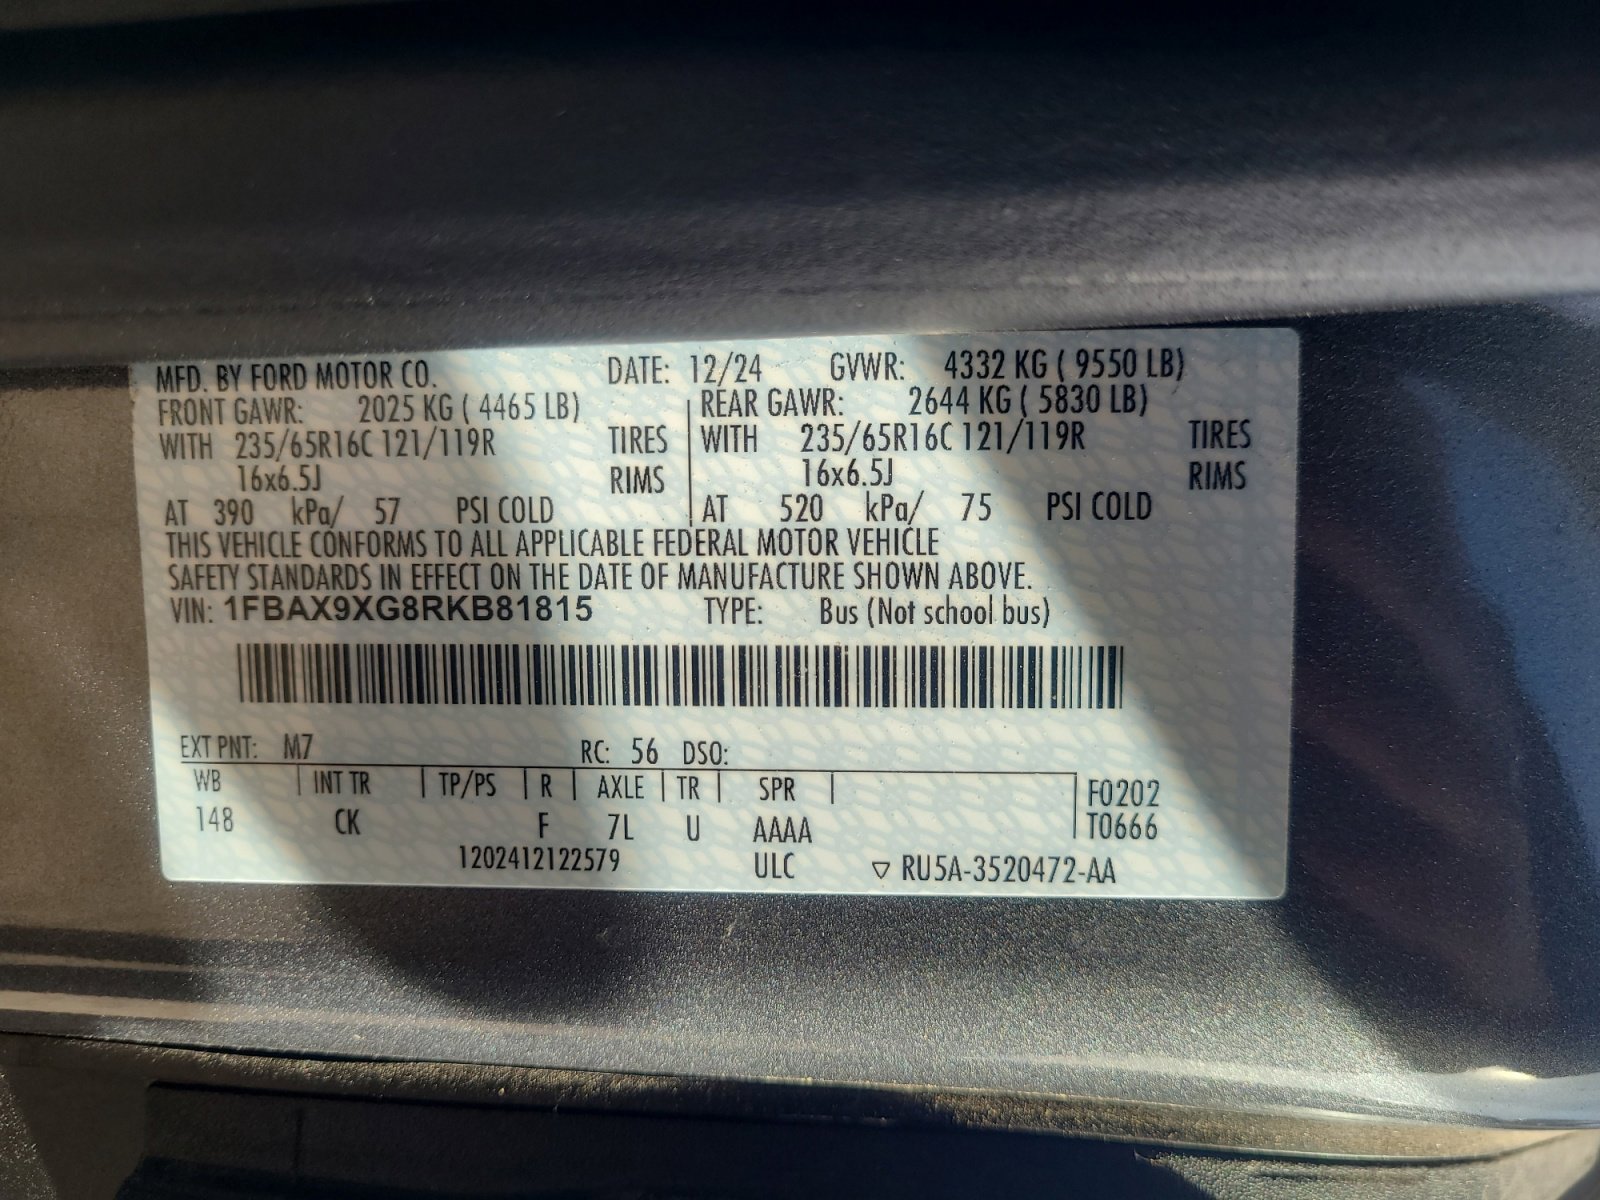 MFD. BY FORD MOTOR CO. DATE: 12/24 GVWR: 4332 KG ( 9550 LB)
FRONT GAWR: 2025 KG ( 4465 LB) REAR GAWR: 2644 KG ( 5830 LB)
WITH 235/65R16C 121/119R TIRES WITH 235/65R16C 121/119R TIRES
16x6.5J RIMS 16x6.5J RIMS
AT 390 kPa/ 57 PSI COLD AT 520 kPa/ 75 PSI COLD
THIS VEHICLE CONFORMS TO ALL APPLICABLE FEDERAL MOTOR VEHICLE
SAFETY STANDARDS IN EFFECT ON THE DATE OF MANUFACTURE SHOWN ABOVE.
VIN: 1FBAX9XG8RKB81815 TYPE: Bus (Not school bus)
EXT PNT: M7 RC: 56 DSO:
WB | INT TR | TP/PS | R | AXLE | TR | SPR | F0202
148 CK F 7L U AAAA T0666
1202412122579 ULC ▽ RU5A-3520472-AA